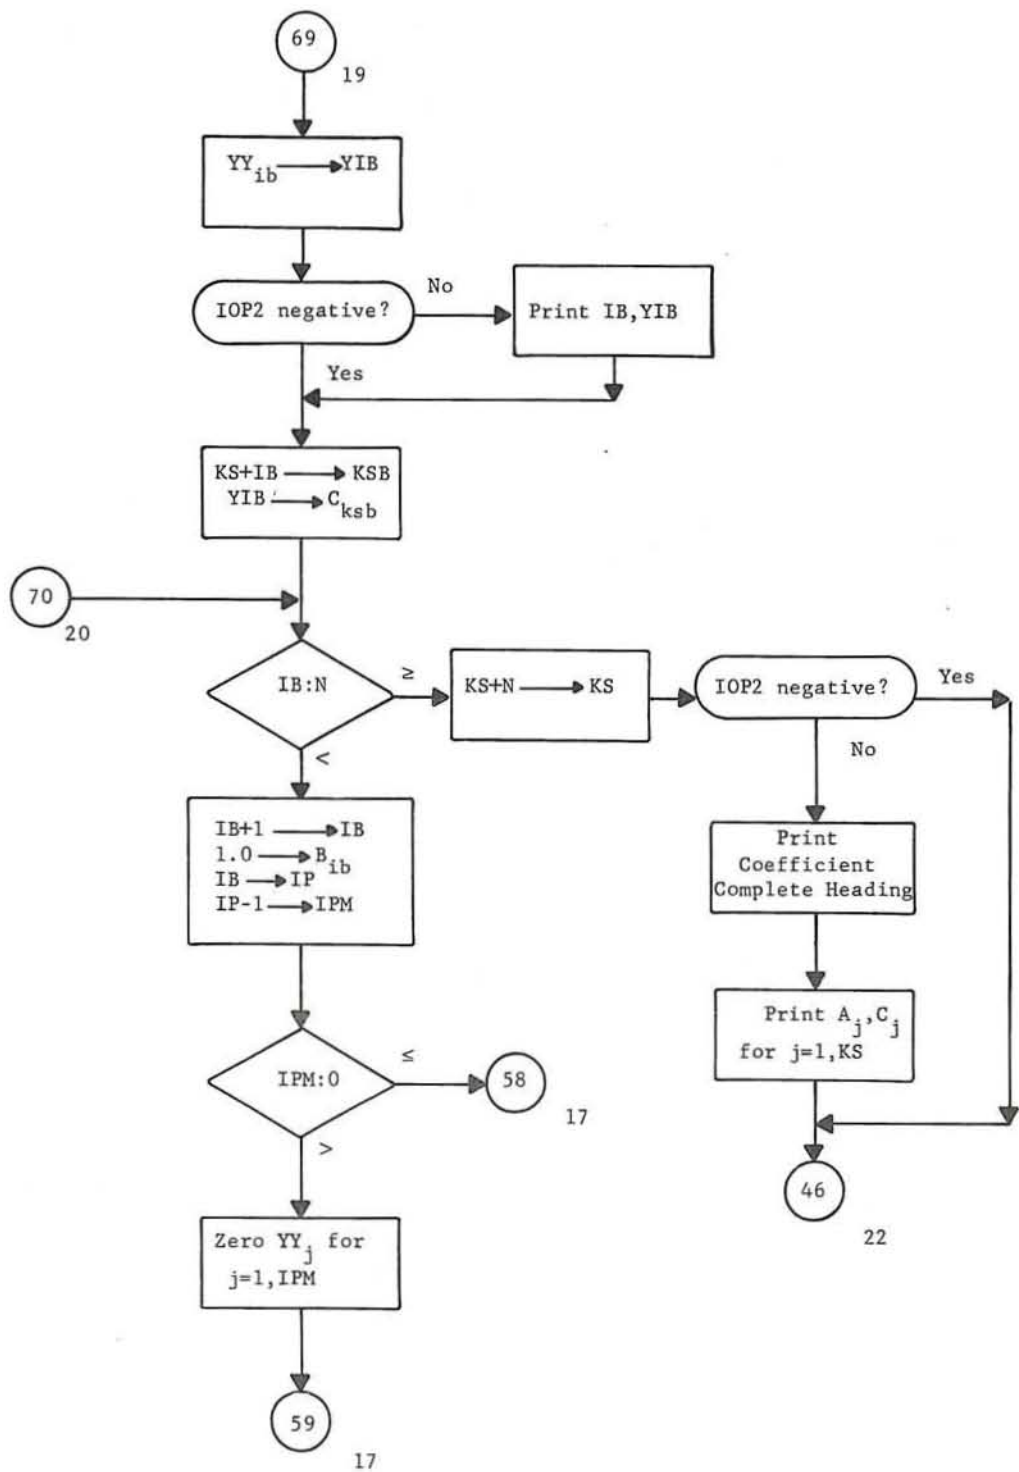 69
19
YY_ib → YIB
IOP2 negative?
No
Print IB,YIB
Yes
KS+IB → KSB
YIB → C_ksb
70
20
IB:N
≥
KS+N → KS
IOP2 negative?
Yes
<
No
IB+1 → IB
1.0 → B_ib
IB → IP
IP-1 → IPM
Print
Coefficient
Complete Heading
Print A_j,C_j
for j=1,KS
IPM:0
≤
58
17
>
46
22
Zero YY_j for
j=1,IPM
59
17